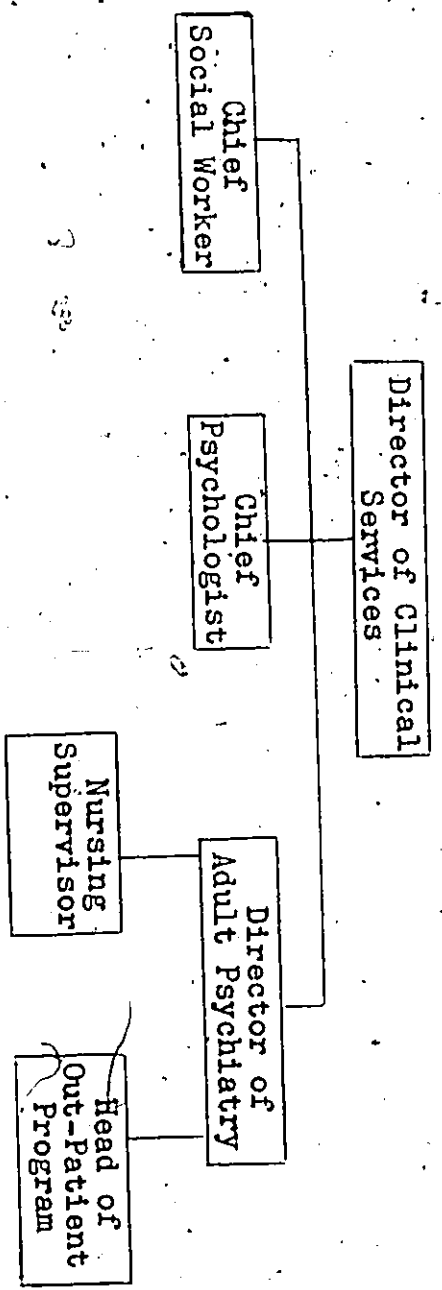 Director of Clinical
Services
Chief
Social Worker
Chief
Psychologist
Director of
Adult Psychiatry
Nursing
Supervisor
Head of
Out-Patient
Program